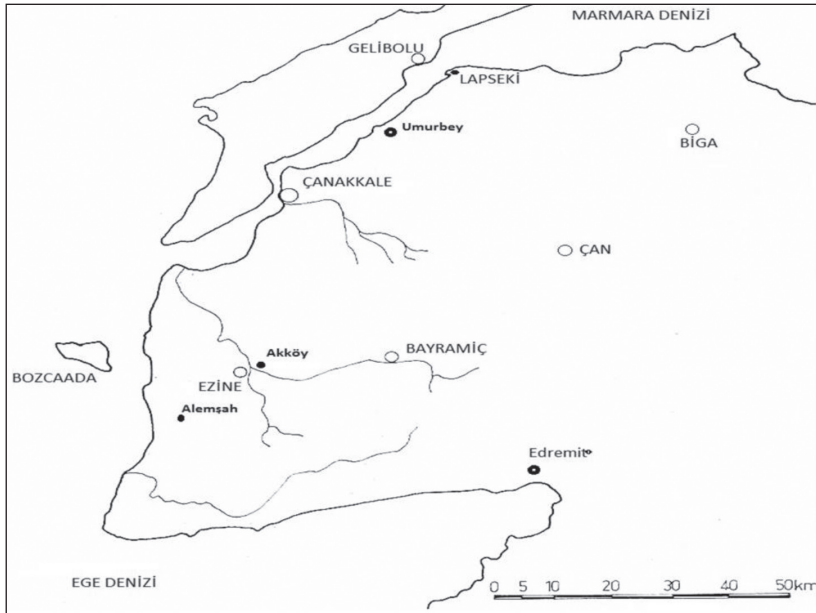 MARMARA DENİZİ
GELİBOLU
LAPSEKİ
Umurbey
BİGA
ÇANAKKALE
ÇAN
BAYRAMİÇ
Akköy
BOZCAADA
EZİNE
Alemşah
Edremit
EGE DENİZİ
0 5 10 20 30 40 50km